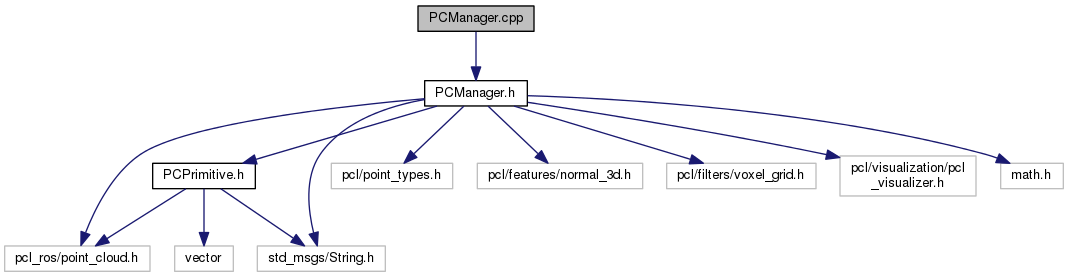 PCManager.cpp
PCManager.h
PCPrimitive.h
pcl/point_types.h
pcl/features/normal_3d.h
pcl/filters/voxel_grid.h
pcl/visualization/pcl
_visualizer.h
math.h
pcl_ros/point_cloud.h
vector
std_msgs/String.h